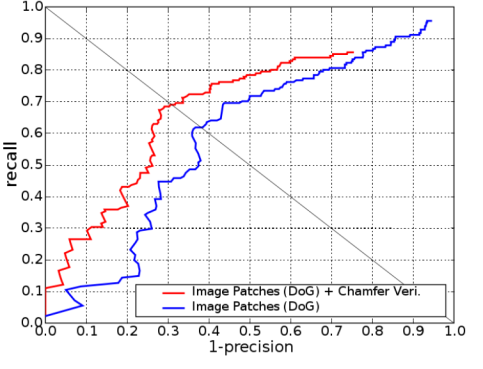 1.0
0.9
0.8
0.7
0.6
0.5
0.4
0.3
0.2
0.1
0.0
recall
Image Patches (DoG) + Chamfer Veri.
Image Patches (DoG)
0.0 0.1 0.2 0.3 0.4 0.5 0.6 0.7 0.8 0.9 1.0
1-precision